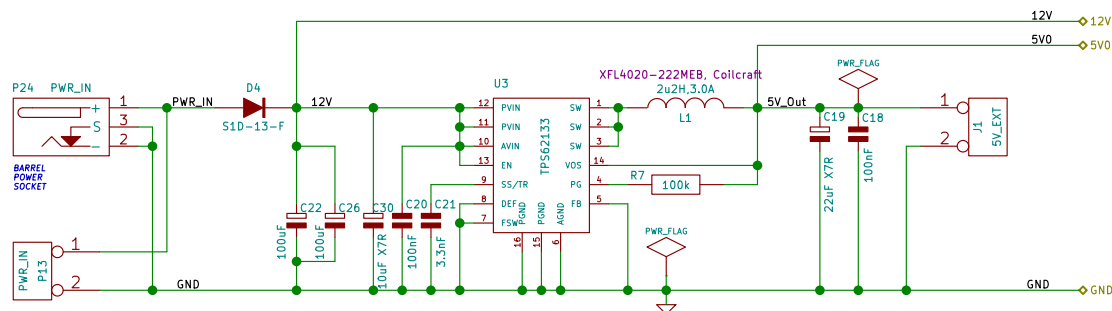 12V
12V
5V0
5V0
PWR_FLAG
XFL4020-222MEB, Coilcraft
P24
PWR_IN
D4
U3
2u2H,3.0A
+
1
PWR_IN
12V
12
PVIN
SW
1
5V_Out
1
S
3
S1D-13-F
11
PVIN
SW
2
L1
C19
C18
-
2
10
AVIN
SW
3
2
J1
5V_EXT
13
EN
TPS62133
VOS
14
BARREL
POWER
SOCKET
9
SS/TR
PG
4
R7
100k
22uF X7R
100nF
8
DEF
FB
5
C22
C26
C30
C20
C21
7
FSW
PGND
PGND
AGND
16
15
6
100uF
100uF
10uF X7R
100nF
3.3nF
PWR_FLAG
PWR_IN
P13
1
2
GND
GND
GND